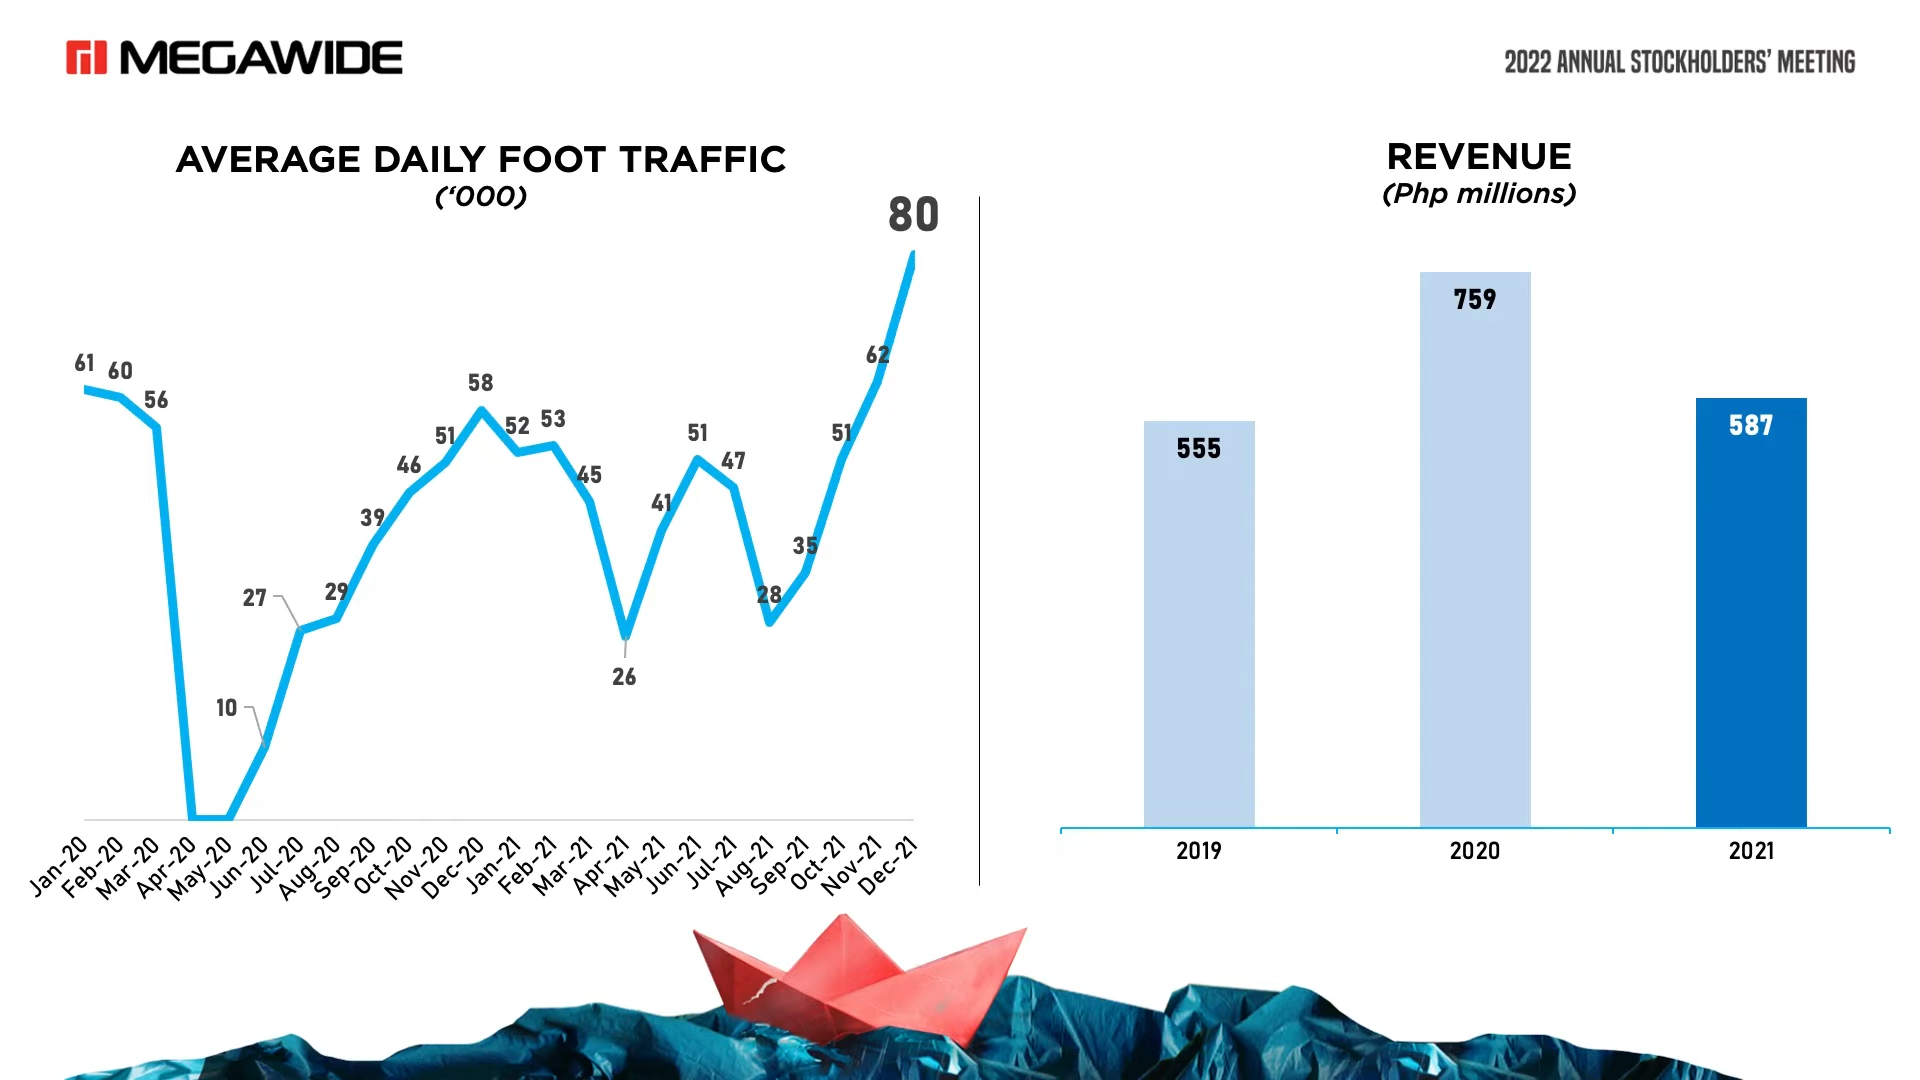 MEGAWIDE
2022 ANNUAL STOCKHOLDERS' MEETING
AVERAGE DAILY FOOT TRAFFIC
(‘000)
61
60
56
10
27
29
39
46
51
58
52
53
45
26
41
51
47
28
35
51
62
80
Jan-20
Feb-20
Mar-20
Apr-20
May-20
Jun-20
Jul-20
Aug-20
Sep-20
Oct-20
Nov-20
Dec-20
Jan-21
Feb-21
Mar-21
Apr-21
May-21
Jun-21
Jul-21
Aug-21
Sep-21
Oct-21
Nov-21
Dec-21
REVENUE
(Php millions)
555
759
587
2019
2020
2021